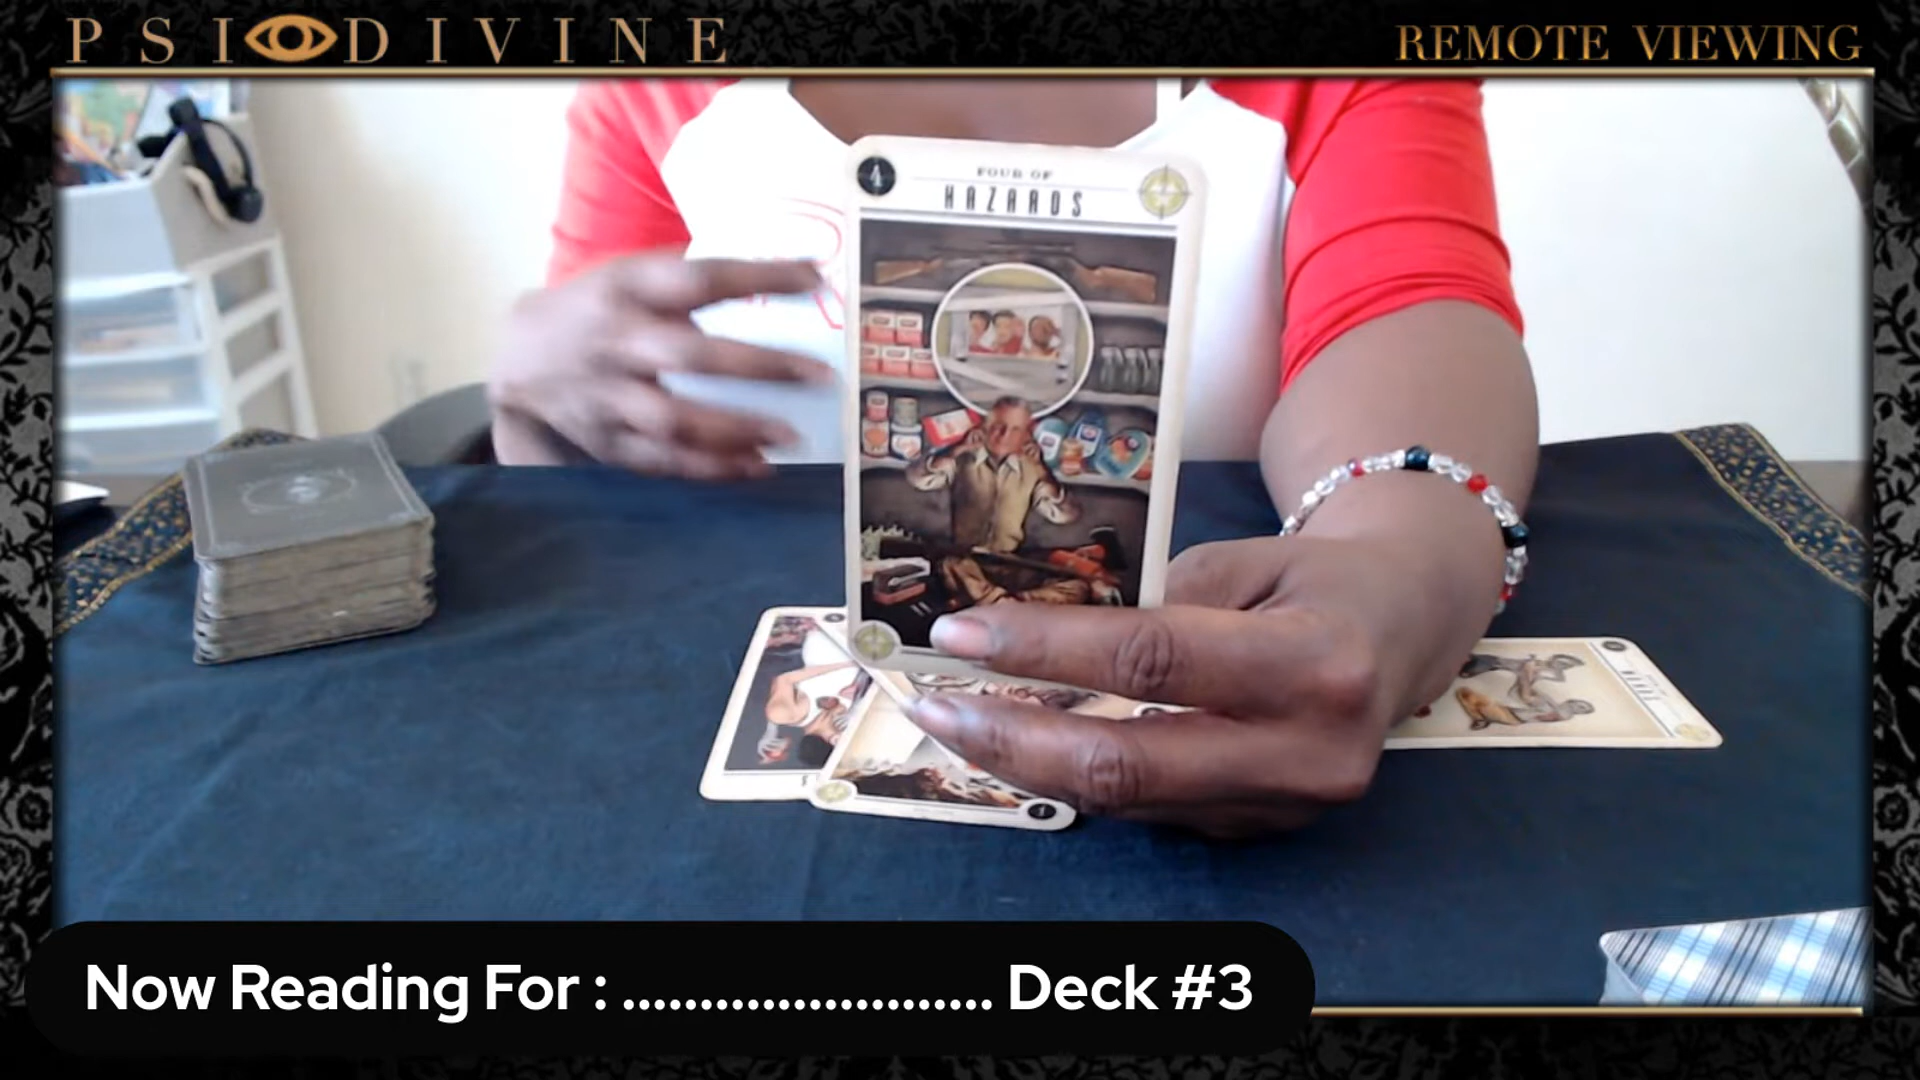 PSI DIVINE
REMOTE VIEWING
4
FOUR OF
HAZARDS
Now Reading For : ....................... Deck #3